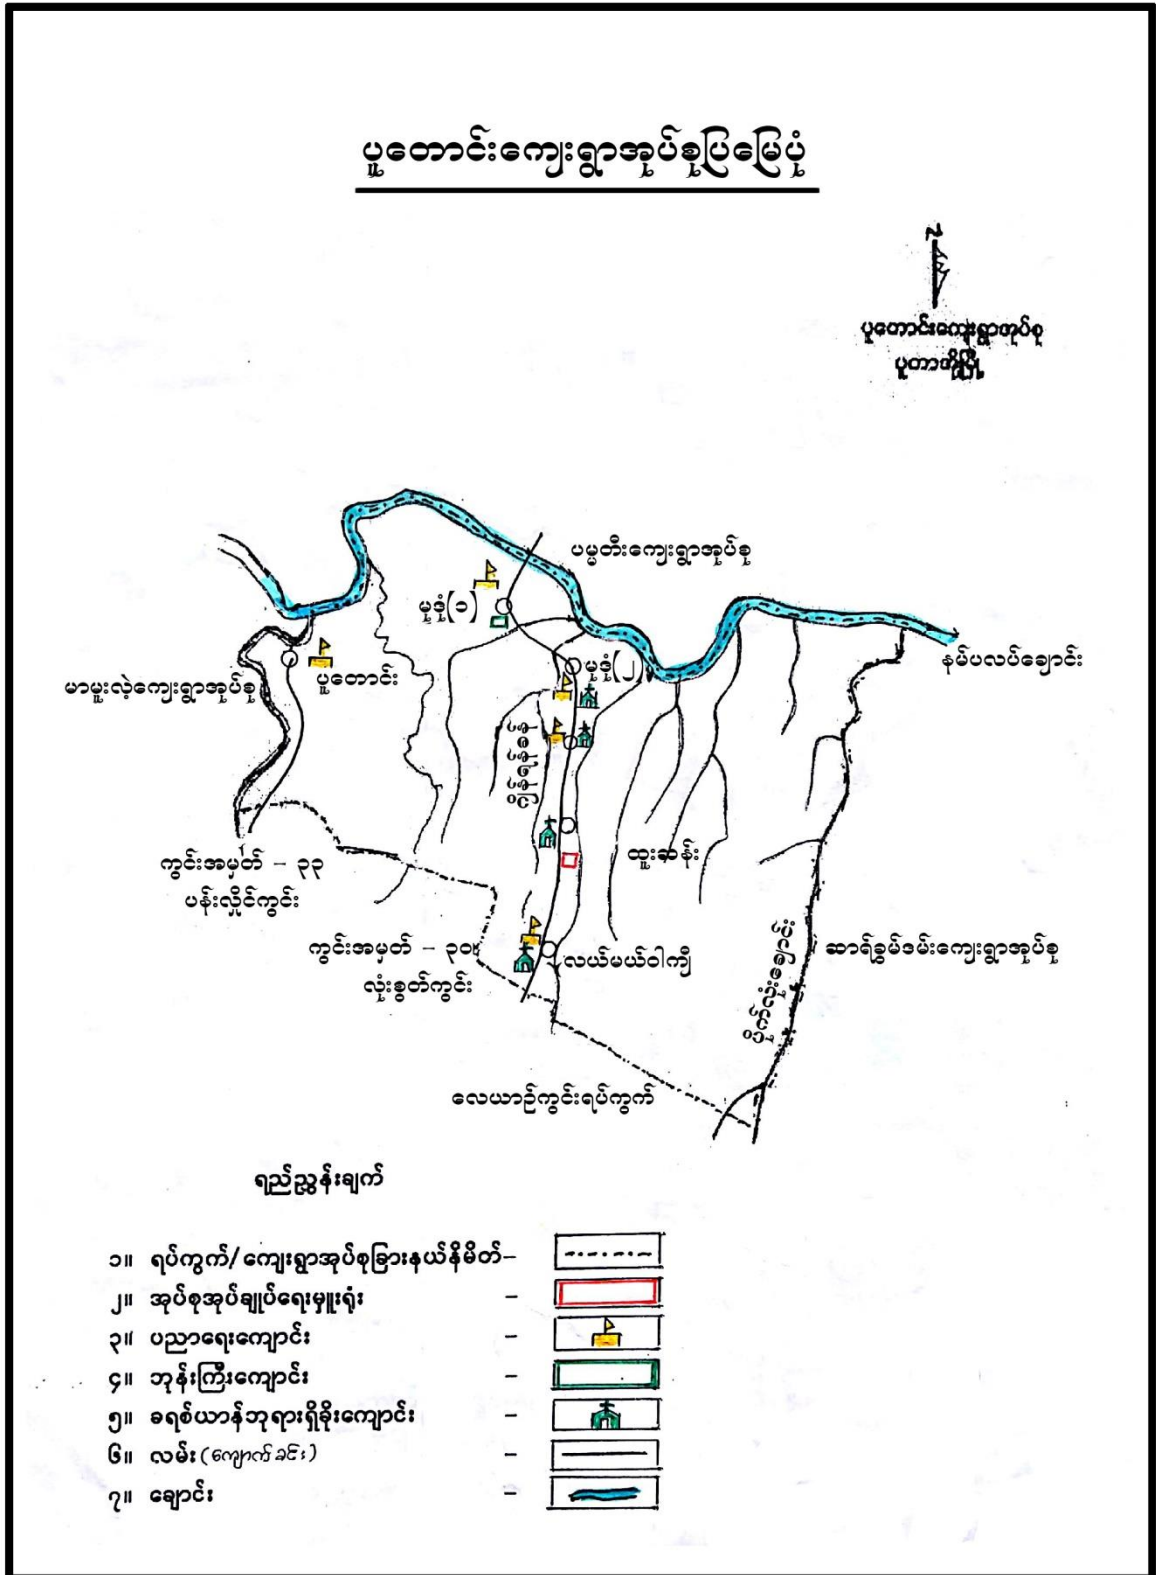 ပူတောင်းကျေးရွာအုပ်စုပြမြေပုံ
N
ပူတောင်းကျေးရွာအုပ်စု
ပူတာအိုမြို့
ပမ္မတီးကျေးရွာအုပ်စု
မုဒုံ(၁)
မုဒုံ(၂)
နမ်ပလပ်ချောင်း
ပူတောင်း
မာမူးလှဲ့ကျေးရွာအုပ်စု
ထူးဆန်း
ကွင်းအမှတ် - ၃၃
ပန်းလှိုင်ကွင်း
ကွင်းအမှတ် - ၃၀၊
လုံးစွတ်ကွင်း
လယ်မယ်ဝါကျီ
ဆာရ်ခွမ်ဒမ်းကျေးရွာအုပ်စု
လေယာဉ်ကွင်းရပ်ကွက်
ရည်ညွှန်းချက်
၁။ ရပ်ကွက်/ကျေးရွာအုပ်စုခြားနယ်နိမိတ်-
၂။ အုပ်စုအုပ်ချုပ်ရေးမှူးရုံး -
၃။ ပညာရေးကျောင်း -
၄။ ဘုန်းကြီးကျောင်း -
၅။ ခရစ်ယာန်ဘုရားရှိခိုးကျောင်း -
၆။ လမ်း(ကျောက်ခင်း) -
၇။ ချောင်း -